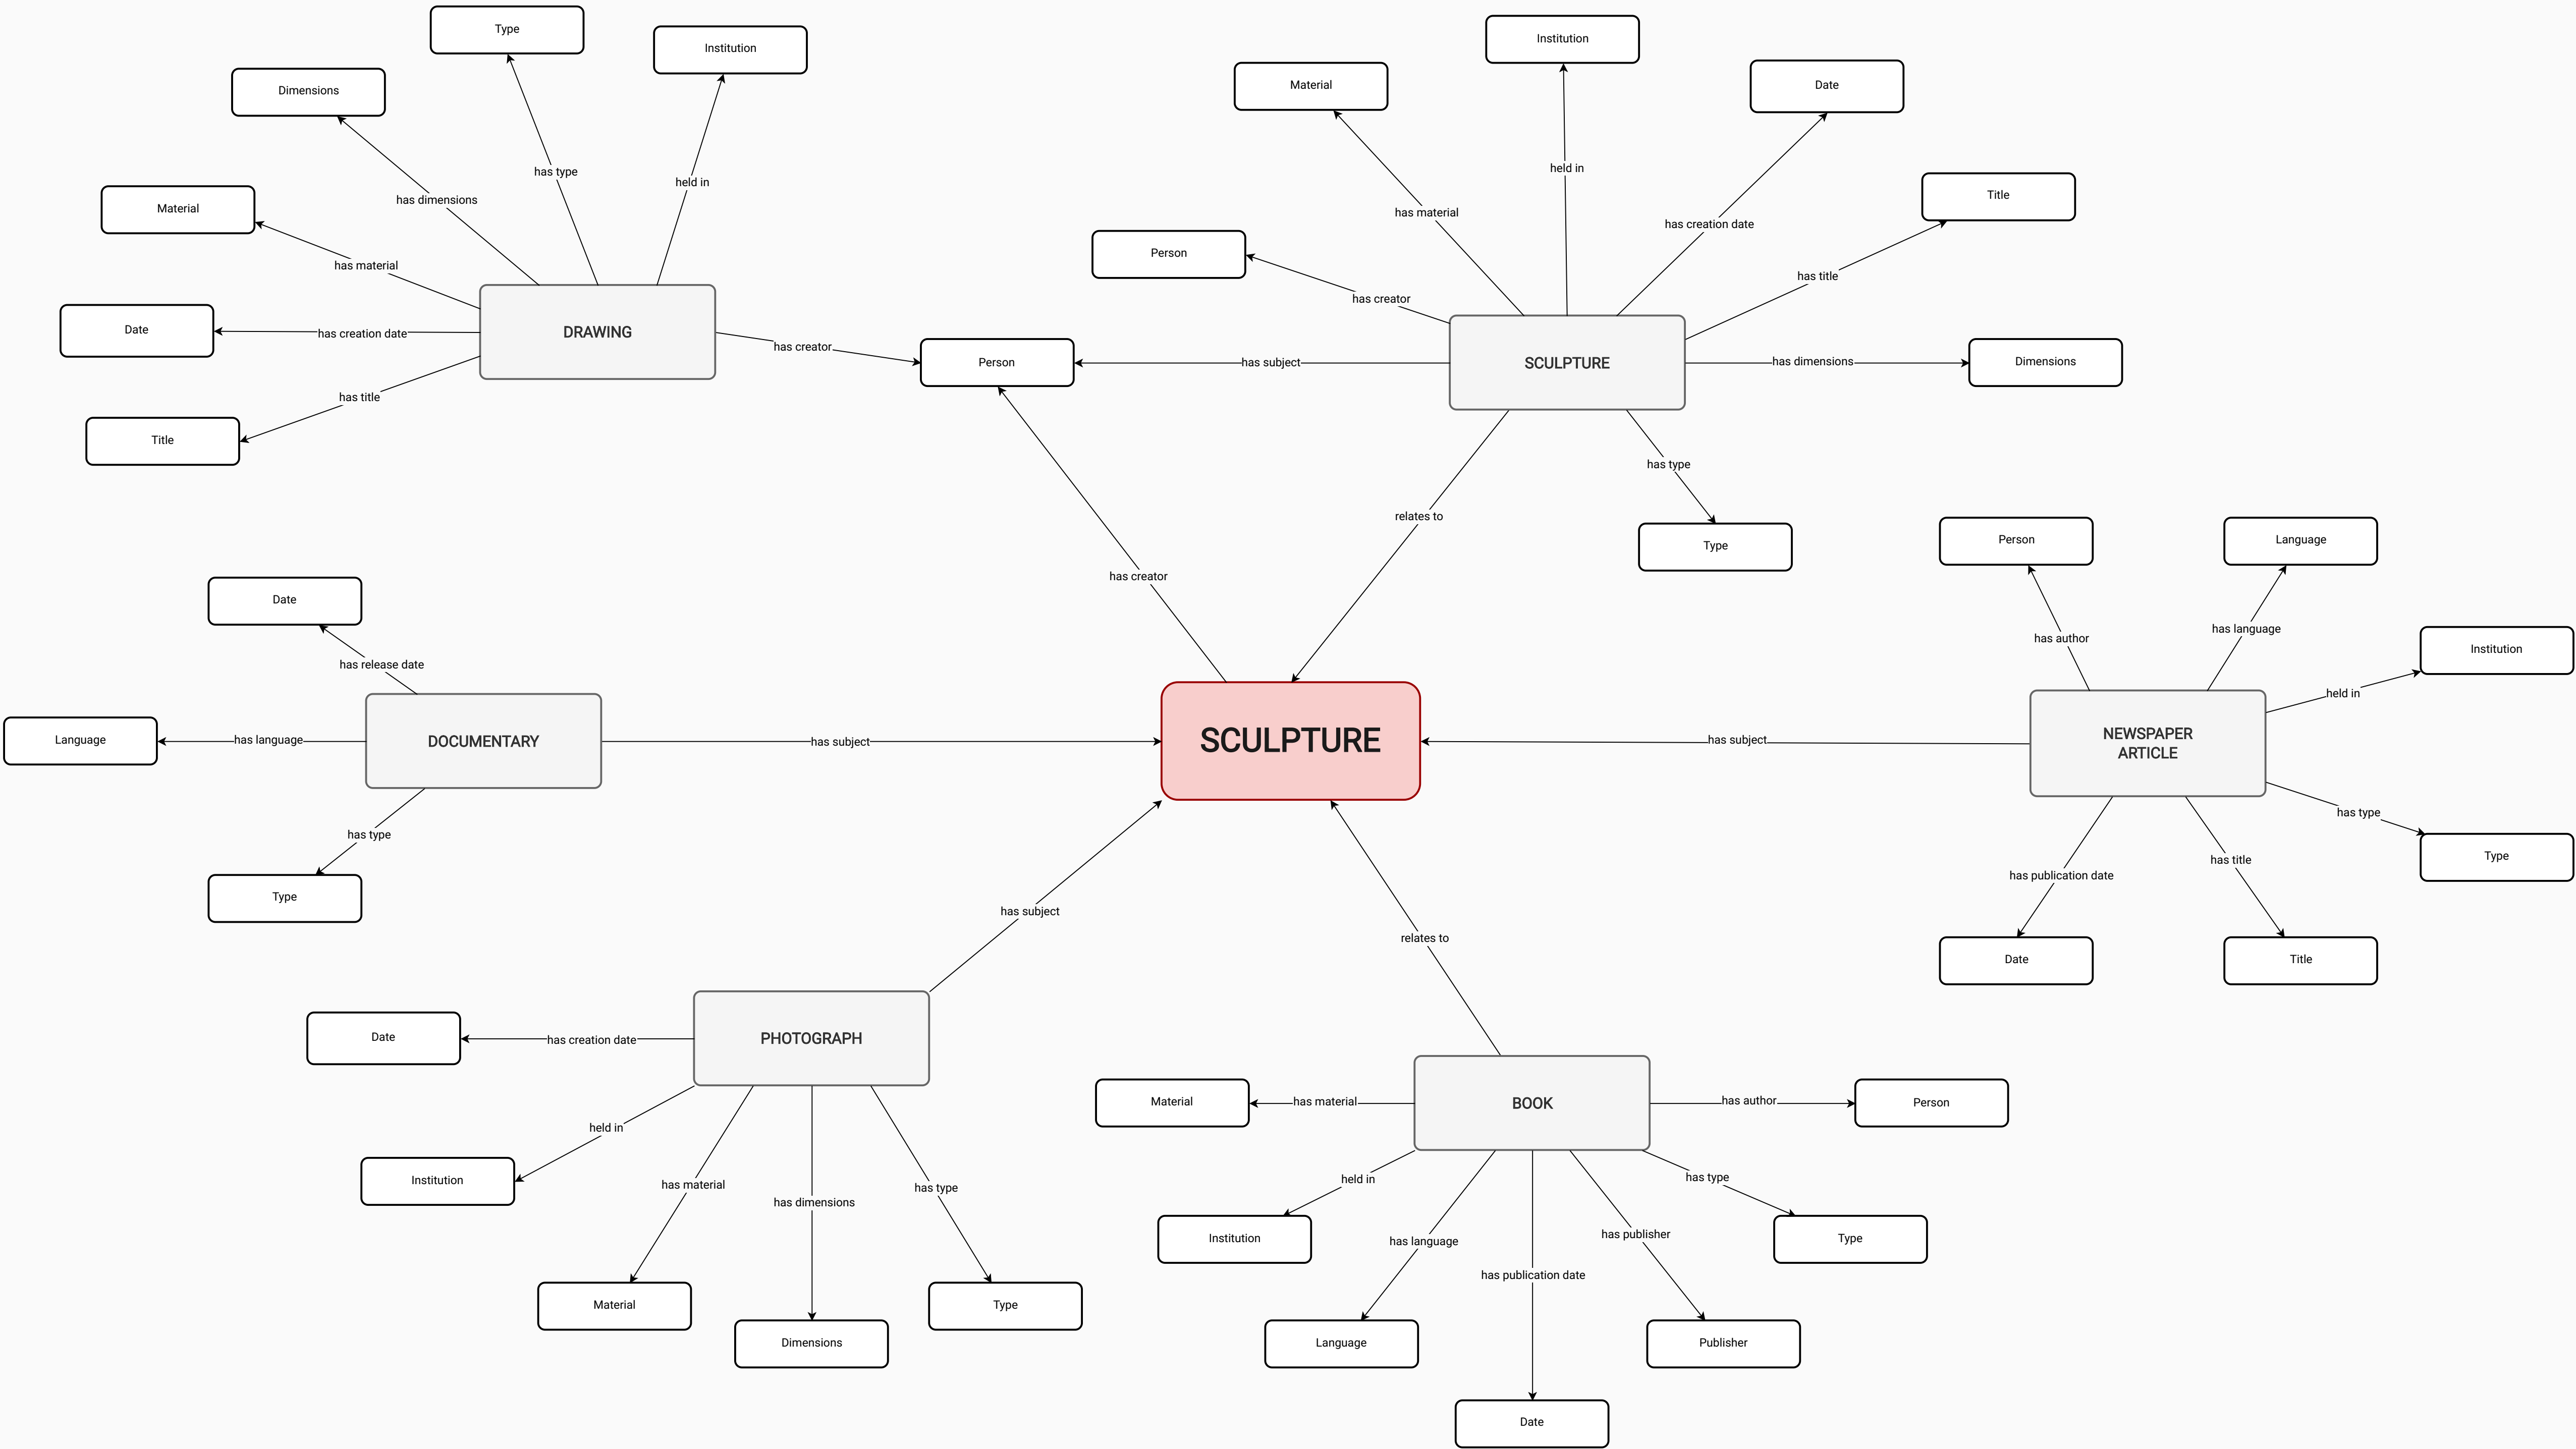 Type
Institution
Dimensions
has type
held in
has dimensions
Material
has material
Date
has creation date
DRAWING
has title
Title
has creator
Person
Institution
Material
Date
held in
has material
has creation date
Title
Person
has creator
has title
has subject
SCULPTURE
has dimensions
Dimensions
has type
Type
relates to
has creator
Person
Language
has author
has language
Institution
held in
NEWSPAPER
ARTICLE
has subject
has type
Type
has publication date
has title
Date
Title
Date
has release date
Language
has language
DOCUMENTARY
has subject
SCULPTURE
has type
Type
has subject
relates to
Date
has creation date
PHOTOGRAPH
held in
Institution
has material
has dimensions
has type
Material
Dimensions
Type
Material
has material
BOOK
has author
Person
held in
has type
Institution
has language
has publication date
has publisher
Type
Language
Publisher
Date